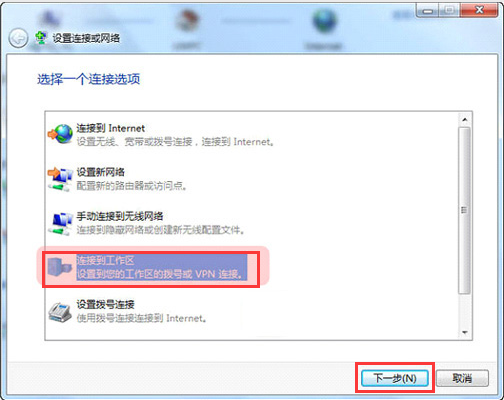 设置连接或网络
选择一个连接选项
连接到 Internet
设置无线、宽带或拨号连接，连接到 Internet。
设置新网络
配置新的路由器或访问点。
手动连接到无线网络
连接到隐藏网络或创建新无线配置文件。
连接到工作区
设置到您的工作区的拨号或 VPN 连接。
设置拨号连接
使用拨号连接连接到 Internet。
下一步(N)
取消